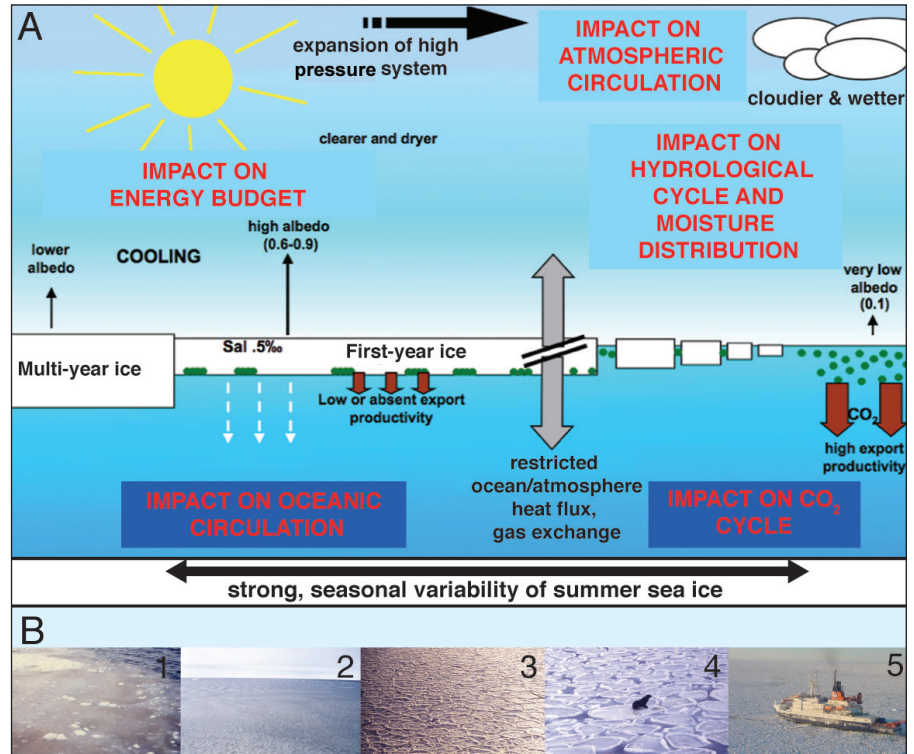 A
expansion of high
pressure system
IMPACT ON
ATMOSPHERIC
CIRCULATION
cloudier & wetter
clearer and dryer
IMPACT ON
ENERGY BUDGET
IMPACT ON
HYDROLOGICAL
CYCLE AND
MOISTURE
DISTRIBUTION
lower
albedo
COOLING
high albedo
(0.6-0.9)
very low
albedo
(0.1)
Multi-year ice
Sal .5‰
First-year ice
Low or absent export
productivity
CO2
high export
productivity
restricted
ocean/atmosphere
heat flux,
gas exchange
IMPACT ON OCEANIC
CIRCULATION
IMPACT ON CO2
CYCLE
strong, seasonal variability of summer sea ice
B
1
2
3
4
5